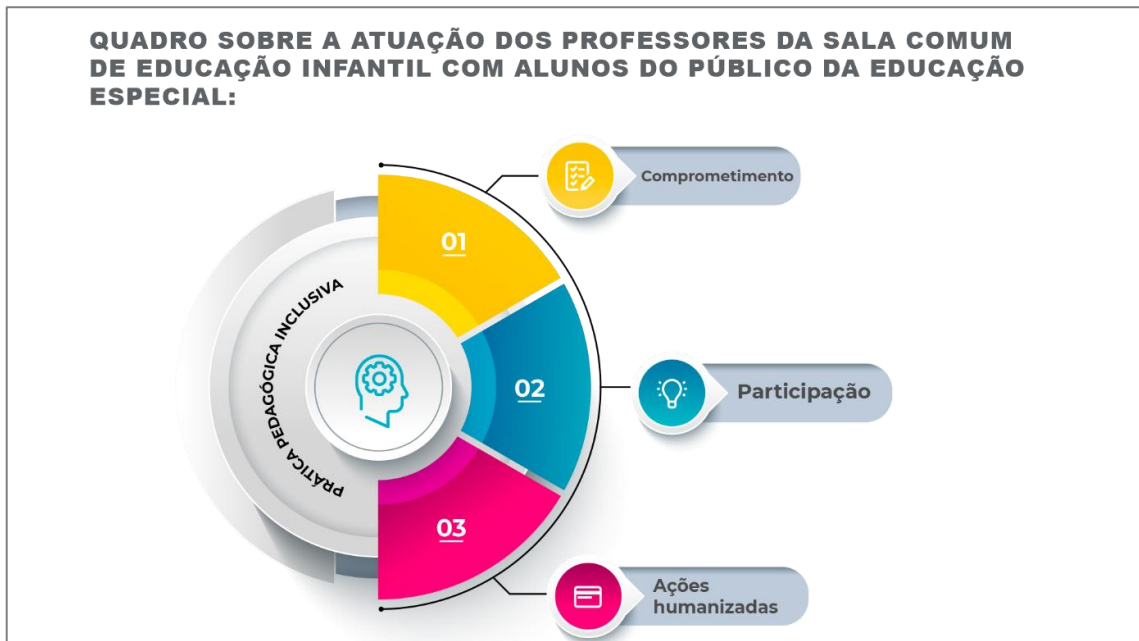 QUADRO SOBRE A ATUAÇÃO DOS PROFESSORES DA SALA COMUM
DE EDUCAÇÃO INFANTIL COM ALUNOS DO PÚBLICO DA EDUCAÇÃO
ESPECIAL:
PRÁTICA PEDAGÓGICA INCLUSIVA
01
Comprometimento
02
Participação
03
Ações
humanizadas